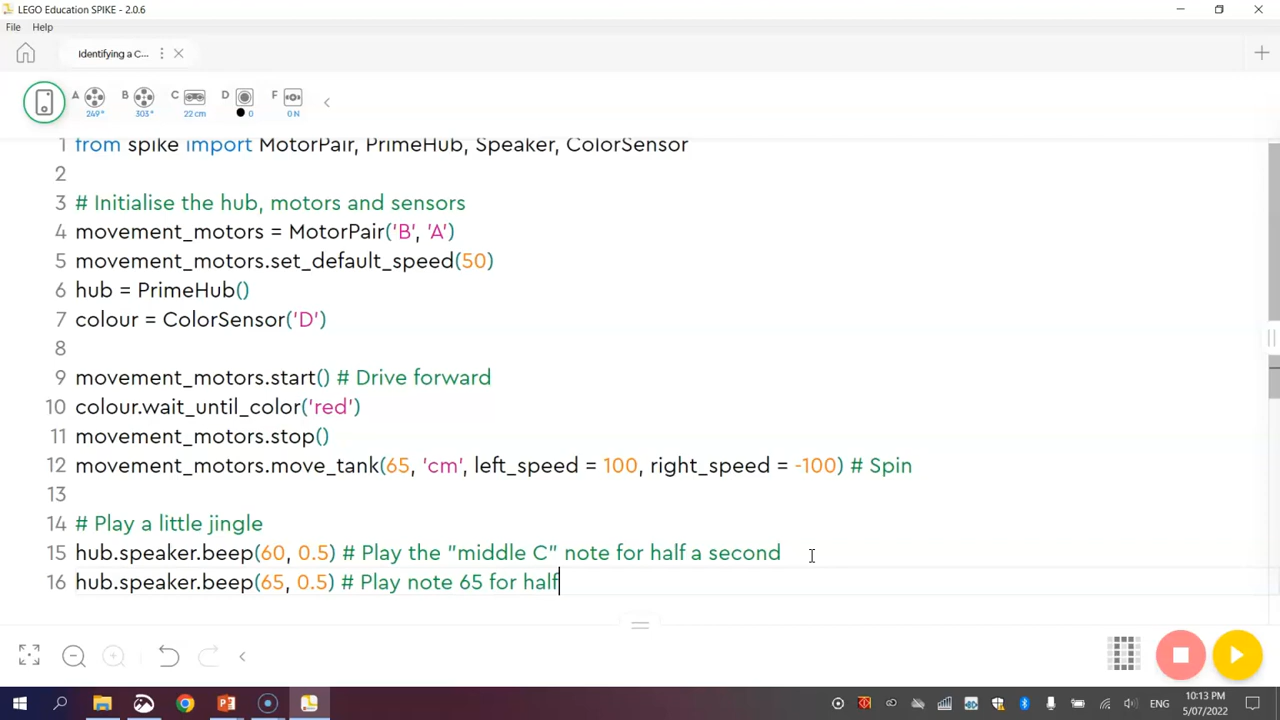 LEGO Education SPIKE - 2.0.6
File Help
Identifying a C...
A B C D F
249° 303° 22 cm 0 0 N
1 from spike import MotorPair, PrimeHub, Speaker, ColorSensor
2
3 # Initialise the hub, motors and sensors
4 movement_motors = MotorPair('B', 'A')
5 movement_motors.set_default_speed(50)
6 hub = PrimeHub()
7 colour = ColorSensor('D')
8
9 movement_motors.start() # Drive forward
10 colour.wait_until_color('red')
11 movement_motors.stop()
12 movement_motors.move_tank(65, 'cm', left_speed = 100, right_speed = -100) # Spin
13
14 # Play a little jingle
15 hub.speaker.beep(60, 0.5) # Play the "middle C" note for half a second
16 hub.speaker.beep(65, 0.5) # Play note 65 for half
ENG
10:13 PM
5/07/2022